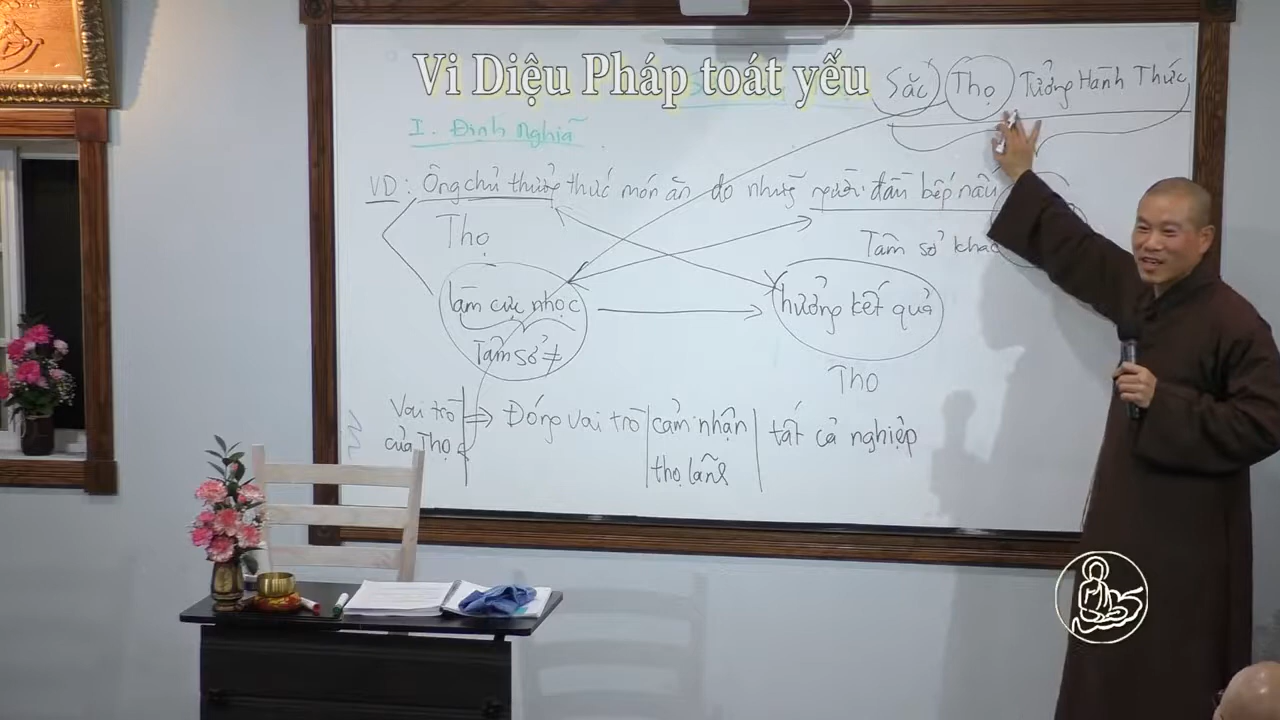 Vi Diệu Pháp toát yếu
Sắc Thọ Tưởng Hành Thức
I. Định Nghĩa
VD: Ông chủ thưởng thức món ăn do những người đầu bếp nấu
Thọ
Tâm sở khác
làm cực nhọc
hưởng kết quả
Tâm sở ≠
Thọ
Vai trò ⇒ Đóng vai trò cảm nhận tất cả nghiệp
của Thọ
thọ lãnh